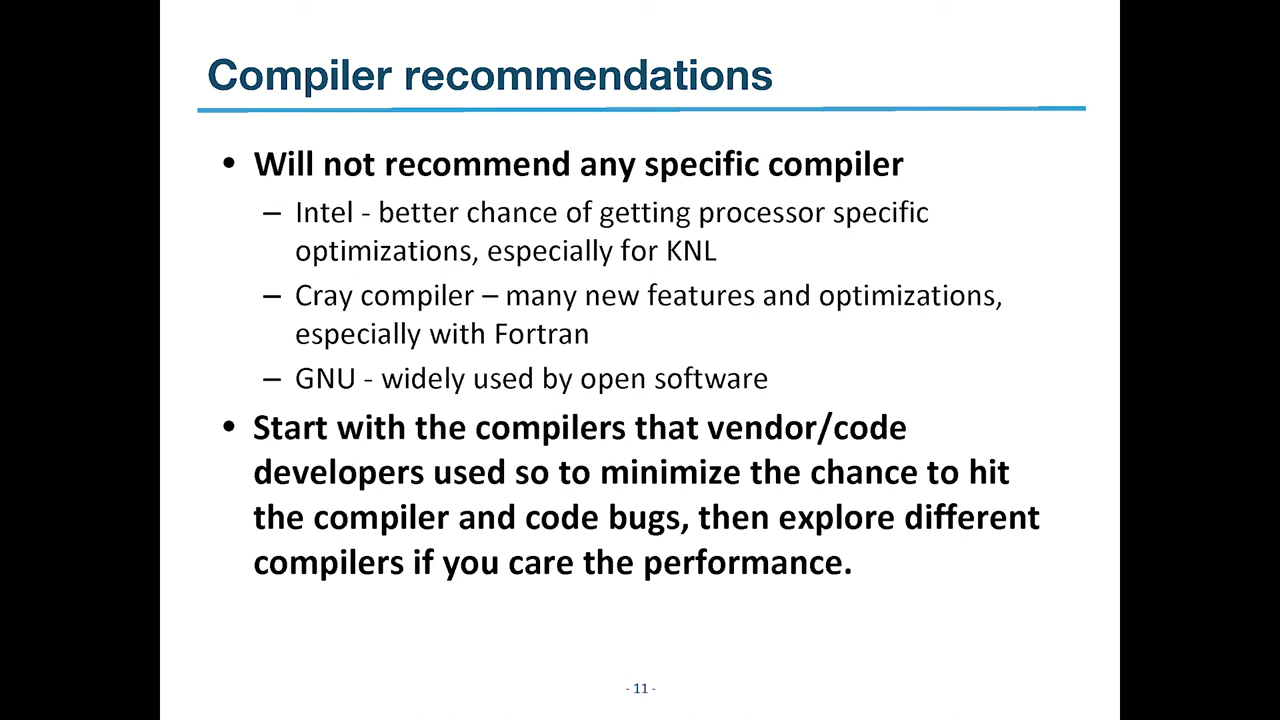 Compiler recommendations
• Will not recommend any specific compiler
– Intel - better chance of getting processor specific
optimizations, especially for KNL
– Cray compiler – many new features and optimizations,
especially with Fortran
– GNU - widely used by open software
• Start with the compilers that vendor/code
developers used so to minimize the chance to hit
the compiler and code bugs, then explore different
compilers if you care the performance.
- 11 -